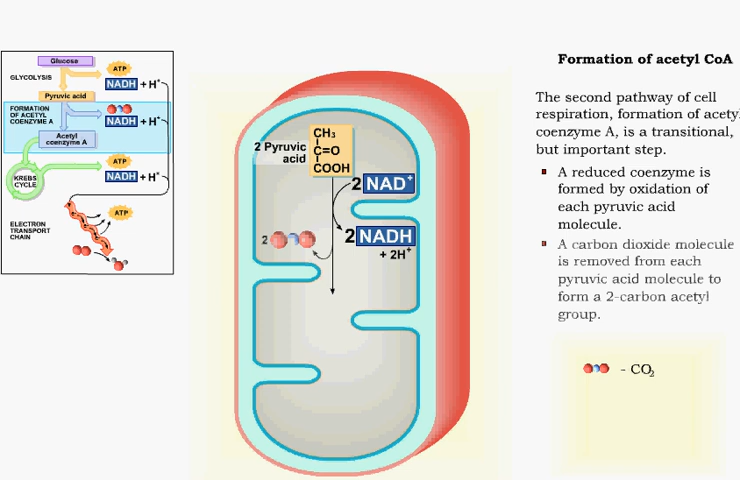 Glucose
ATP
GLYCOLYSIS
NADH + H+
Pyruvic acid
FORMATION
OF ACETYL
COENZYME A
NADH + H+
Acetyl
coenzyme A
ATP
KREBS
CYCLE
NADH + H+
ELECTRON
TRANSPORT
CHAIN
ATP
2 Pyruvic
acid
CH3
C=O
COOH
2 NAD+
2 NADH
+ 2H+
2
Formation of acetyl CoA
The second pathway of cell
respiration, formation of acety
coenzyme A, is a transitional,
but important step.
A reduced coenzyme is
formed by oxidation of
each pyruvic acid
molecule.
A carbon dioxide molecule
is removed from each
pyruvic acid molecule to
form a 2-carbon acetyl
group.
- CO2